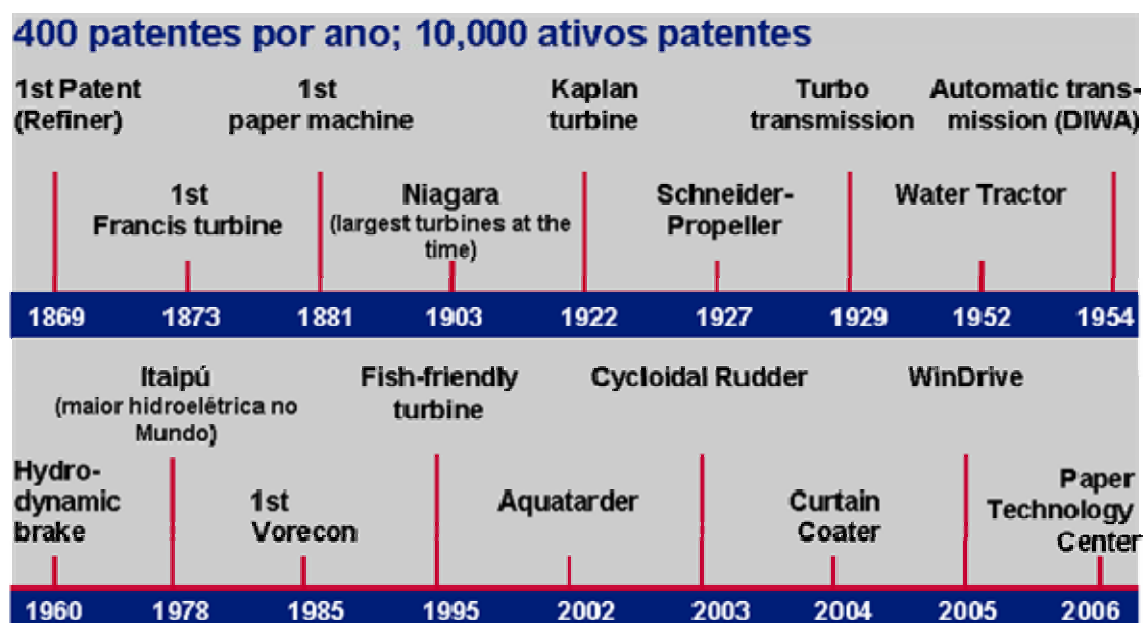 400 patentes por ano; 10,000 ativos patentes
1st Patent
(Refiner)
1st
paper machine
Kaplan
turbine
Turbo
transmission
Automatic trans-
mission (DIWA)
1st
Francis turbine
Niagara
(largest turbines at the
time)
Schneider-
Propeller
Water Tractor
1869 1873 1881 1903 1922 1927 1929 1952 1954
Itaipú
(maior hidroelétrica no
Mundo)
Fish-friendly
turbine
Cycloidal Rudder
WinDrive
Hydro-
dynamic
brake
1st
Vorecon
Aquatarder
Curtain
Coater
Paper
Technology
Center
1960 1978 1985 1995 2002 2003 2004 2005 2006